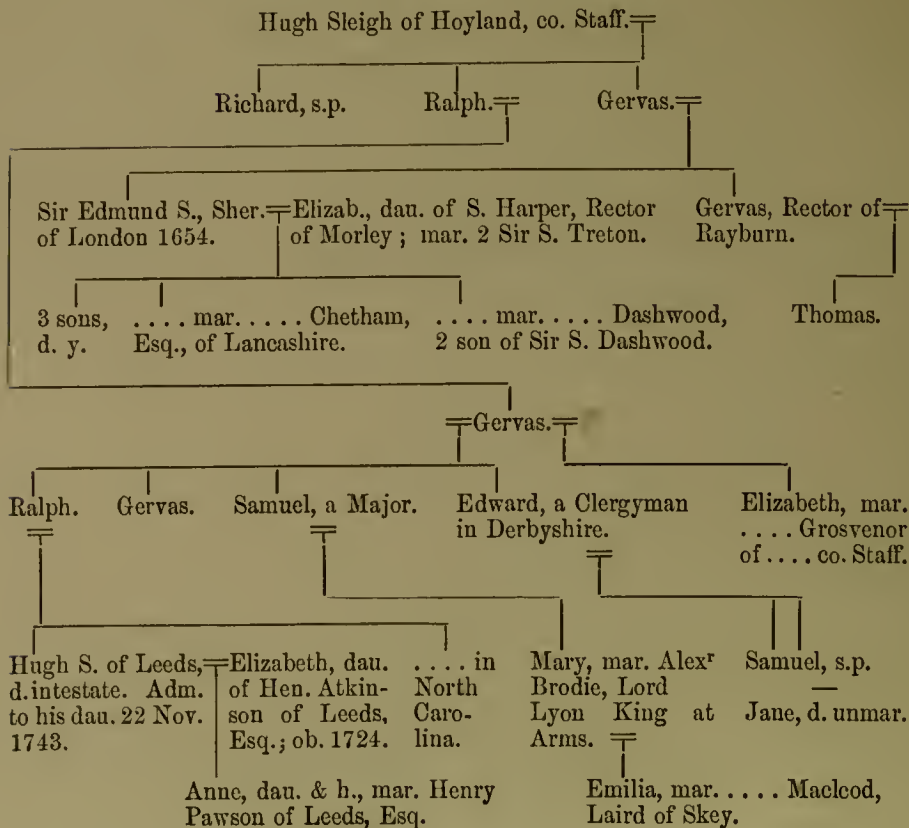 Hugh Sleigh of Hoyland, co. Staff.
Richard, s.p.
Ralph.
Gervas.
Sir Edmund S., Sher.
of London 1654.
Elizab., dau. of S. Harper, Rector
of Morley ; mar. 2 Sir S. Treton.
Gervas, Rector of
Rayburn.
3 sons,
d. y.
. . . . mar. . . . . Chetham,
Esq., of Lancashire.
. . . . mar. . . . . Dashwood,
2 son of Sir S. Dashwood.
Thomas.
Gervas.
Ralph.
Gervas.
Samuel, a Major.
Edward, a Clergyman
in Derbyshire.
Elizabeth, mar.
. . . . Grosvenor
of . . . . co. Staff.
Hugh S. of Leeds,
d. intestate. Adm.
to his dau. 22 Nov.
1743.
Elizabeth, dau.
of Hen. Atkin-
son of Leeds,
Esq.; ob. 1724.
. . . . in
North
Caro-
lina.
Mary, mar. Alexr
Brodie, Lord
Lyon King at
Arms.
Samuel, s.p.
—
Jane, d. unmar.
Anne, dau. & h., mar. Henry
Pawson of Leeds, Esq.
Emilia, mar. . . . . Macleod,
Laird of Skey.